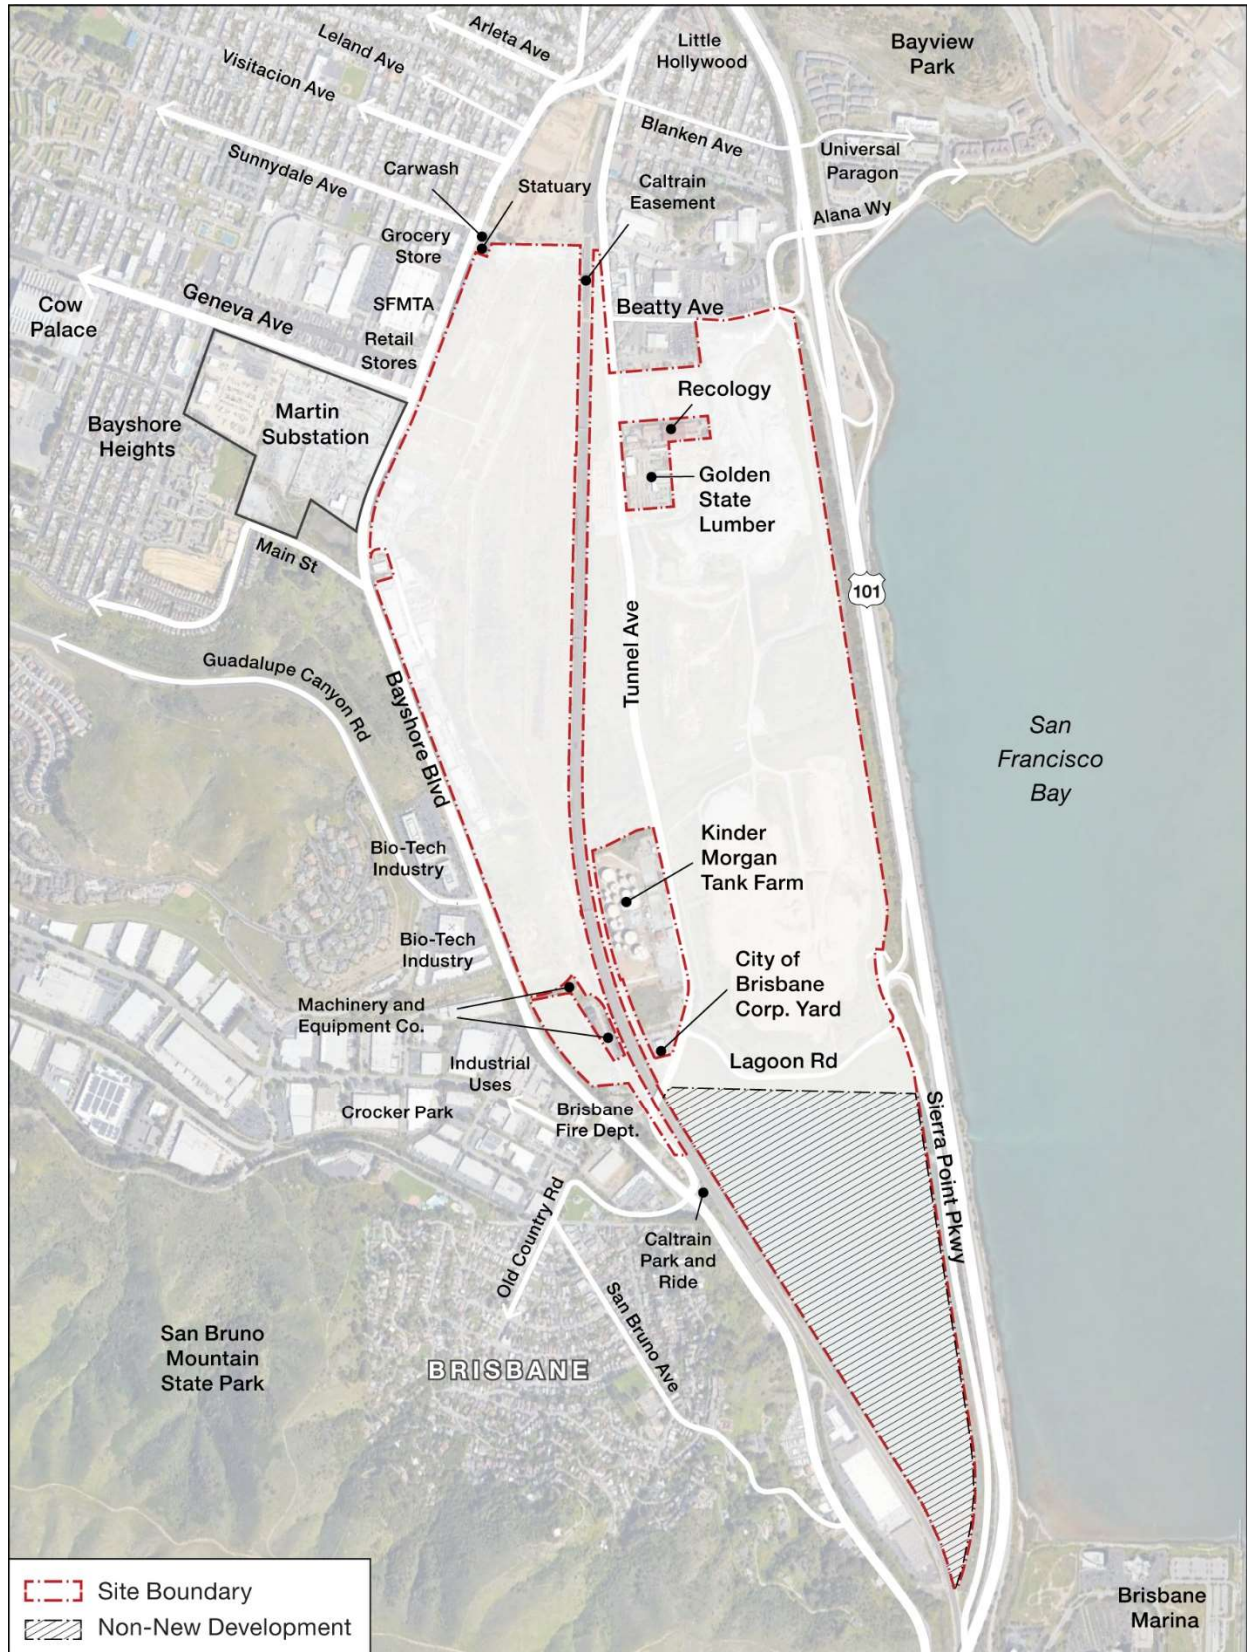 Arleta Ave
Leland Ave
Visitacion Ave
Sunnydale Ave
Little
Hollywood
Bayview
Park
Blanken Ave
Universal
Paragon
Carwash
Statuary
Caltrain
Easement
Alana Wy
Grocery
Store
SFMTA
Geneva Ave
Beatty Ave
Cow
Palace
Retail
Stores
Recology
Martin
Substation
Bayshore
Heights
Golden
State
Lumber
Main St
101
Tunnel Ave
Guadalupe Canyon Rd
Bayshore Blvd
San
Francisco
Bay
Kinder
Morgan
Tank Farm
Bio-Tech
Industry
Bio-Tech
Industry
City of
Brisbane
Corp. Yard
Machinery and
Equipment Co.
Lagoon Rd
Industrial
Uses
Crocker Park
Brisbane
Fire Dept.
Sierra Point Pkwy
Old Country Rd
Caltrain
Park and
Ride
San Bruno Ave
San Bruno
Mountain
State Park
BRISBANE
Site Boundary
Non-New Development
Brisbane
Marina